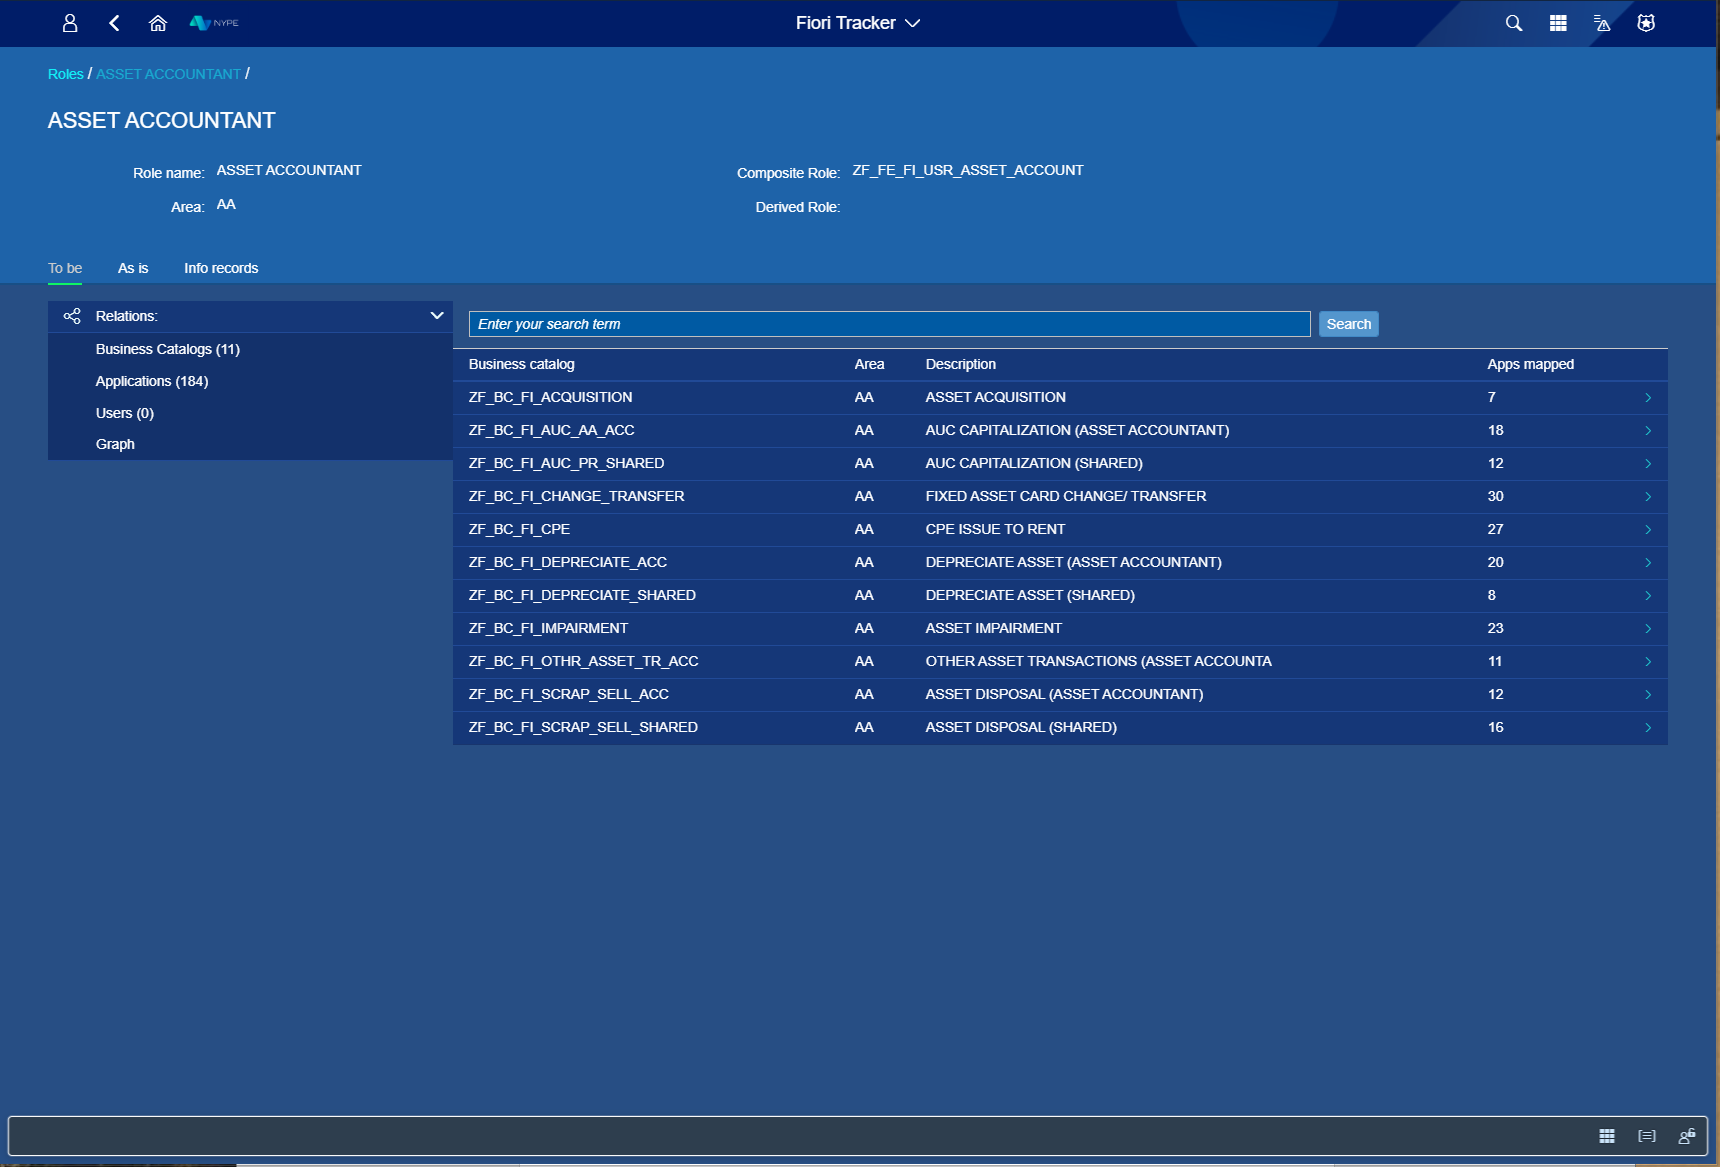 NYPE
Fiori Tracker
Roles / ASSET ACCOUNTANT /
ASSET ACCOUNTANT
Role name: ASSET ACCOUNTANT
Composite Role: ZF_FE_FI_USR_ASSET_ACCOUNT
Area: AA
Derived Role:
To be As is Info records
Relations:
Business Catalogs (11)
Applications (184)
Users (0)
Graph
Enter your search term Search
Business catalog Area Description Apps mapped
ZF_BC_FI_ACQUISITION AA ASSET ACQUISITION 7
ZF_BC_FI_AUC_AA_ACC AA AUC CAPITALIZATION (ASSET ACCOUNTANT) 18
ZF_BC_FI_AUC_PR_SHARED AA AUC CAPITALIZATION (SHARED) 12
ZF_BC_FI_CHANGE_TRANSFER AA FIXED ASSET CARD CHANGE/ TRANSFER 30
ZF_BC_FI_CPE AA CPE ISSUE TO RENT 27
ZF_BC_FI_DEPRECIATE_ACC AA DEPRECIATE ASSET (ASSET ACCOUNTANT) 20
ZF_BC_FI_DEPRECIATE_SHARED AA DEPRECIATE ASSET (SHARED) 8
ZF_BC_FI_IMPAIRMENT AA ASSET IMPAIRMENT 23
ZF_BC_FI_OTHR_ASSET_TR_ACC AA OTHER ASSET TRANSACTIONS (ASSET ACCOUNTA 11
ZF_BC_FI_SCRAP_SELL_ACC AA ASSET DISPOSAL (ASSET ACCOUNTANT) 12
ZF_BC_FI_SCRAP_SELL_SHARED AA ASSET DISPOSAL (SHARED) 16